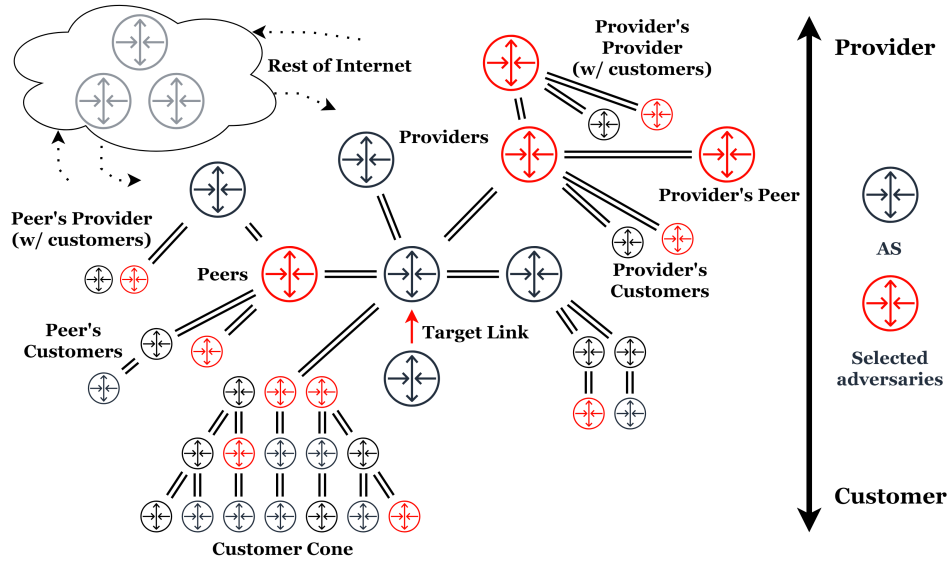 Provider's
Provider
(w/ customers)
Provider
Rest of Internet
Providers
Provider's Peer
Peer's Provider
(w/ customers)
AS
Peers
Provider's
Customers
Peer's
Customers
Target Link
Selected
adversaries
Customer
Customer Cone